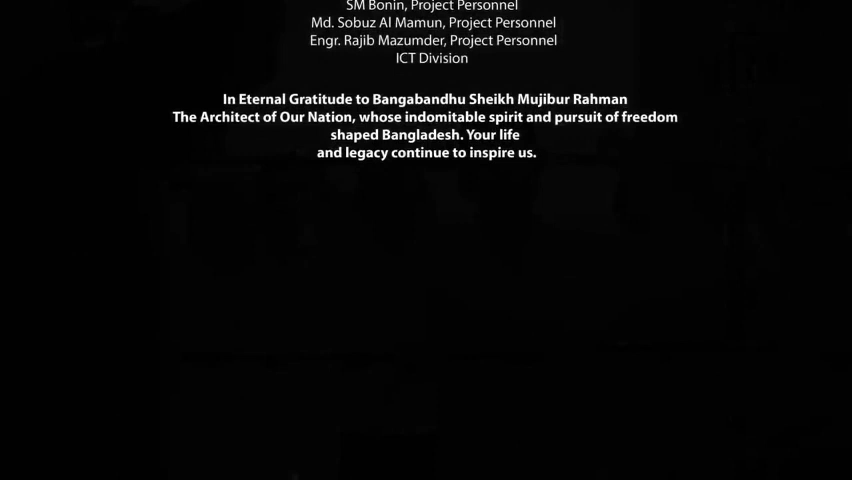 SM Bonin, Project Personnel
Md. Sobuz Al Mamun, Project Personnel
Engr. Rajib Mazumder, Project Personnel
ICT Division
In Eternal Gratitude to Bangabandhu Sheikh Mujibur Rahman
The Architect of Our Nation, whose indomitable spirit and pursuit of freedom
shaped Bangladesh. Your life
and legacy continue to inspire us.